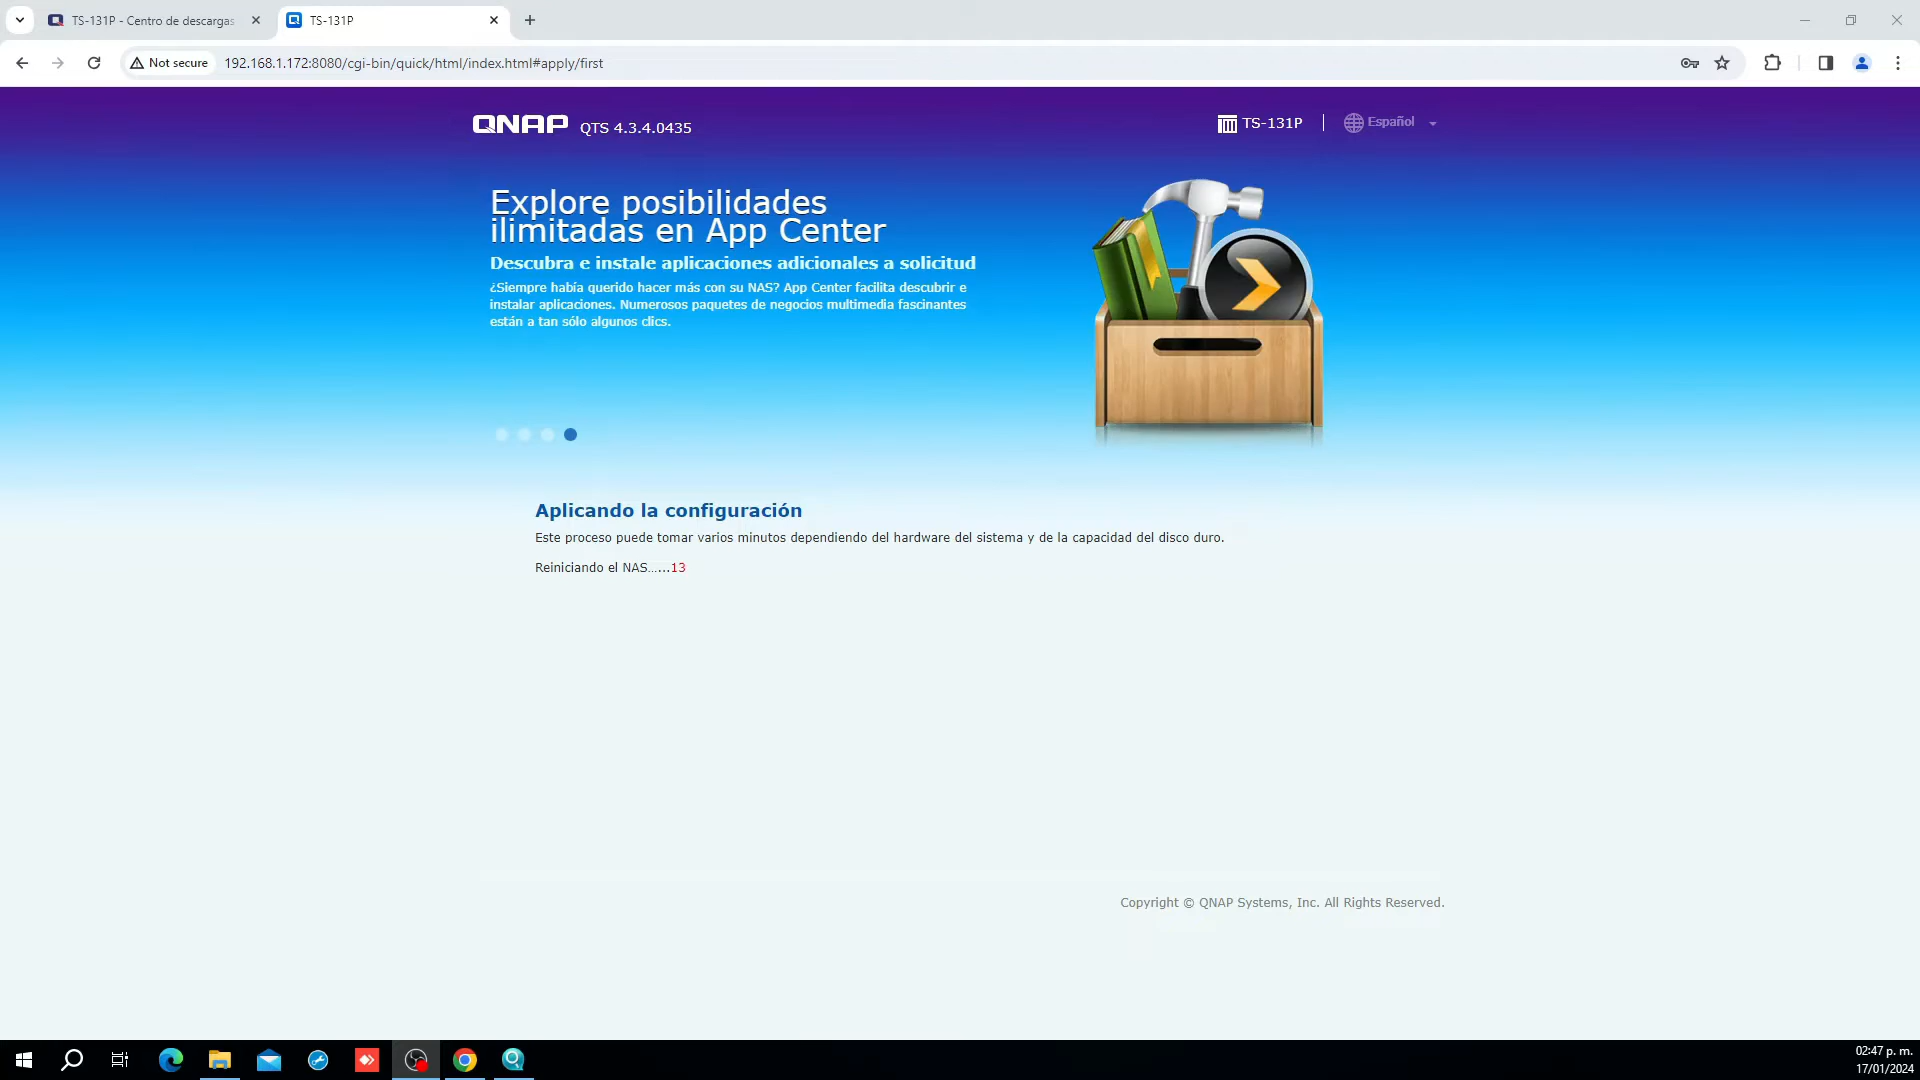 TS-131P - Centro de descargas
TS-131P
Not secure
192.168.1.172:8080/cgi-bin/quick/html/index.html#apply/first
QNAP QTS 4.3.4.0435
TS-131P
Español
Explore posibilidades
ilimitadas en App Center
Descubra e instale aplicaciones adicionales a solicitud
¿Siempre había querido hacer más con su NAS? App Center facilita descubrir e
instalar aplicaciones. Numerosos paquetes de negocios multimedia fascinantes
están a tan sólo algunos clics.
Aplicando la configuración
Este proceso puede tomar varios minutos dependiendo del hardware del sistema y de la capacidad del disco duro.
Reiniciando el NAS......13
Copyright © QNAP Systems, Inc. All Rights Reserved.
02:47 p. m.
17/01/2024